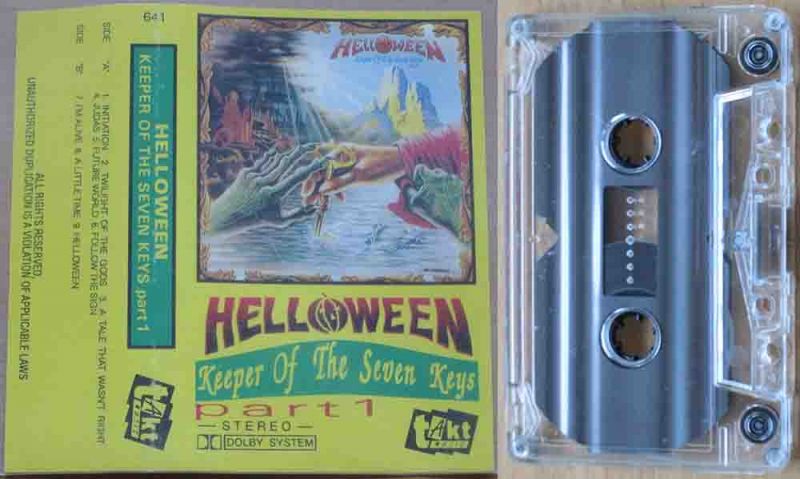 641
SIDE "A" 1. INITIATION 2. TWILIGHT OF THE GODS 3. A TALE THAT WASN'T RIGHT
4. JUDAS 5. FUTURE WORLD 6. FOLLOW THE SIGN
SIDE "B" 7. I'M ALIVE 8. A LITTLE TIME 9. HELLOWEEN
ALL RIGHTS RESERVED.
UNAUTHORIZED DUPLICATION IS A VIOLATION OF APPLICABLE LAWS
HELLOWEEN
KEEPER OF THE SEVEN KEYS part 1
takt
MUSIC
HELLOWEEN
HELLOWEEN
Keeper Of The Seven Keys
part 1
STEREO
DOLBY SYSTEM
takt
MUSIC